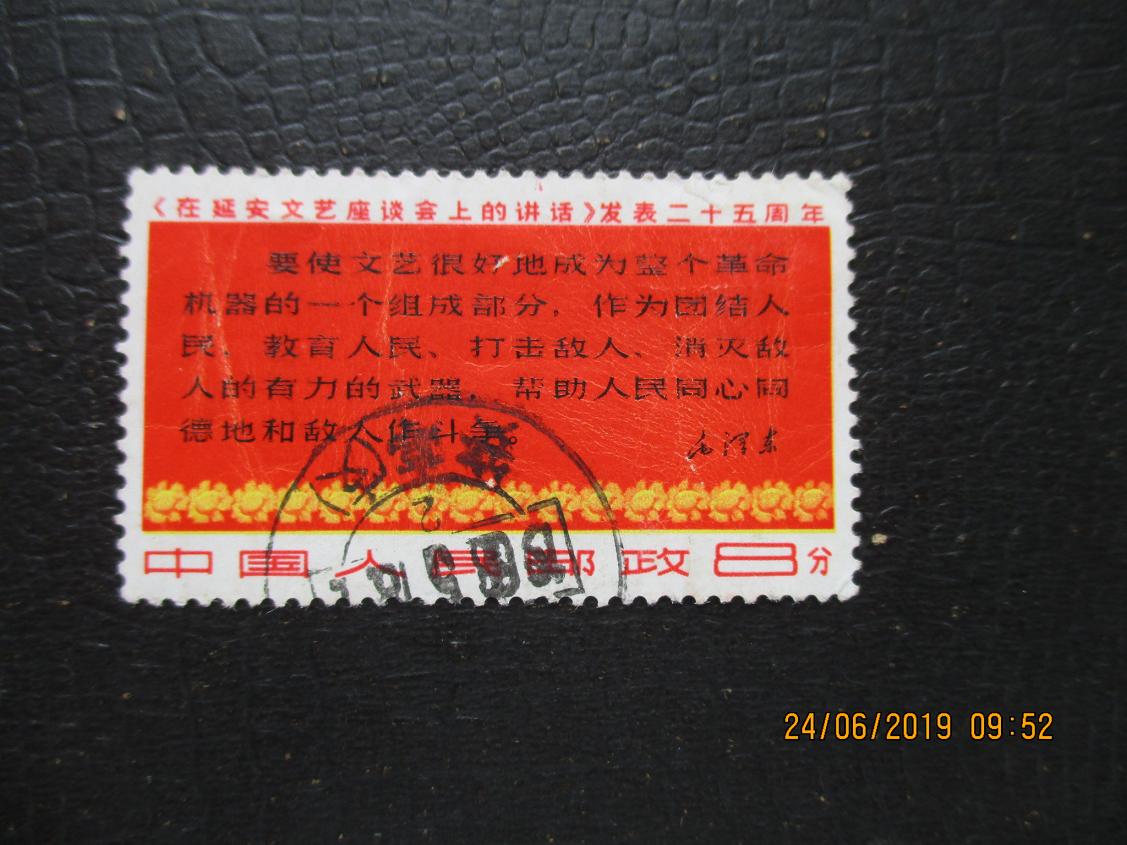 《在延安文艺座谈会上的讲话》发表二十五周年
要使文艺很好地成为整个革命
机器的一个组成部分，作为团结人
民、教育人民、打击敌人、消灭敌
人的有力的武器，帮助人民同心同
德地和敌人作斗争。
毛泽东
中国人民邮政 8分
24/06/2019 09:52